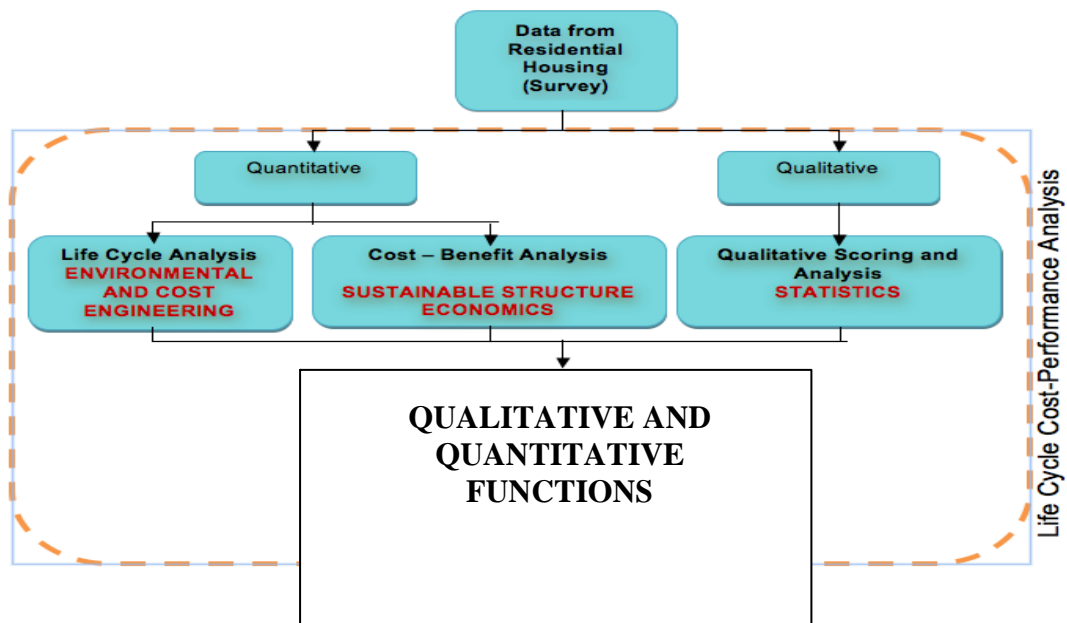 Data from
Residential
Housing
(Survey)
Quantitative
Qualitative
Life Cycle Analysis
ENVIRONMENTAL
AND COST
ENGINEERING
Cost – Benefit Analysis
SUSTAINABLE STRUCTURE
ECONOMICS
Qualitative Scoring and
Analysis
STATISTICS
QUALITATIVE AND
QUANTITATIVE
FUNCTIONS
Life Cycle Cost-Performance Analysis